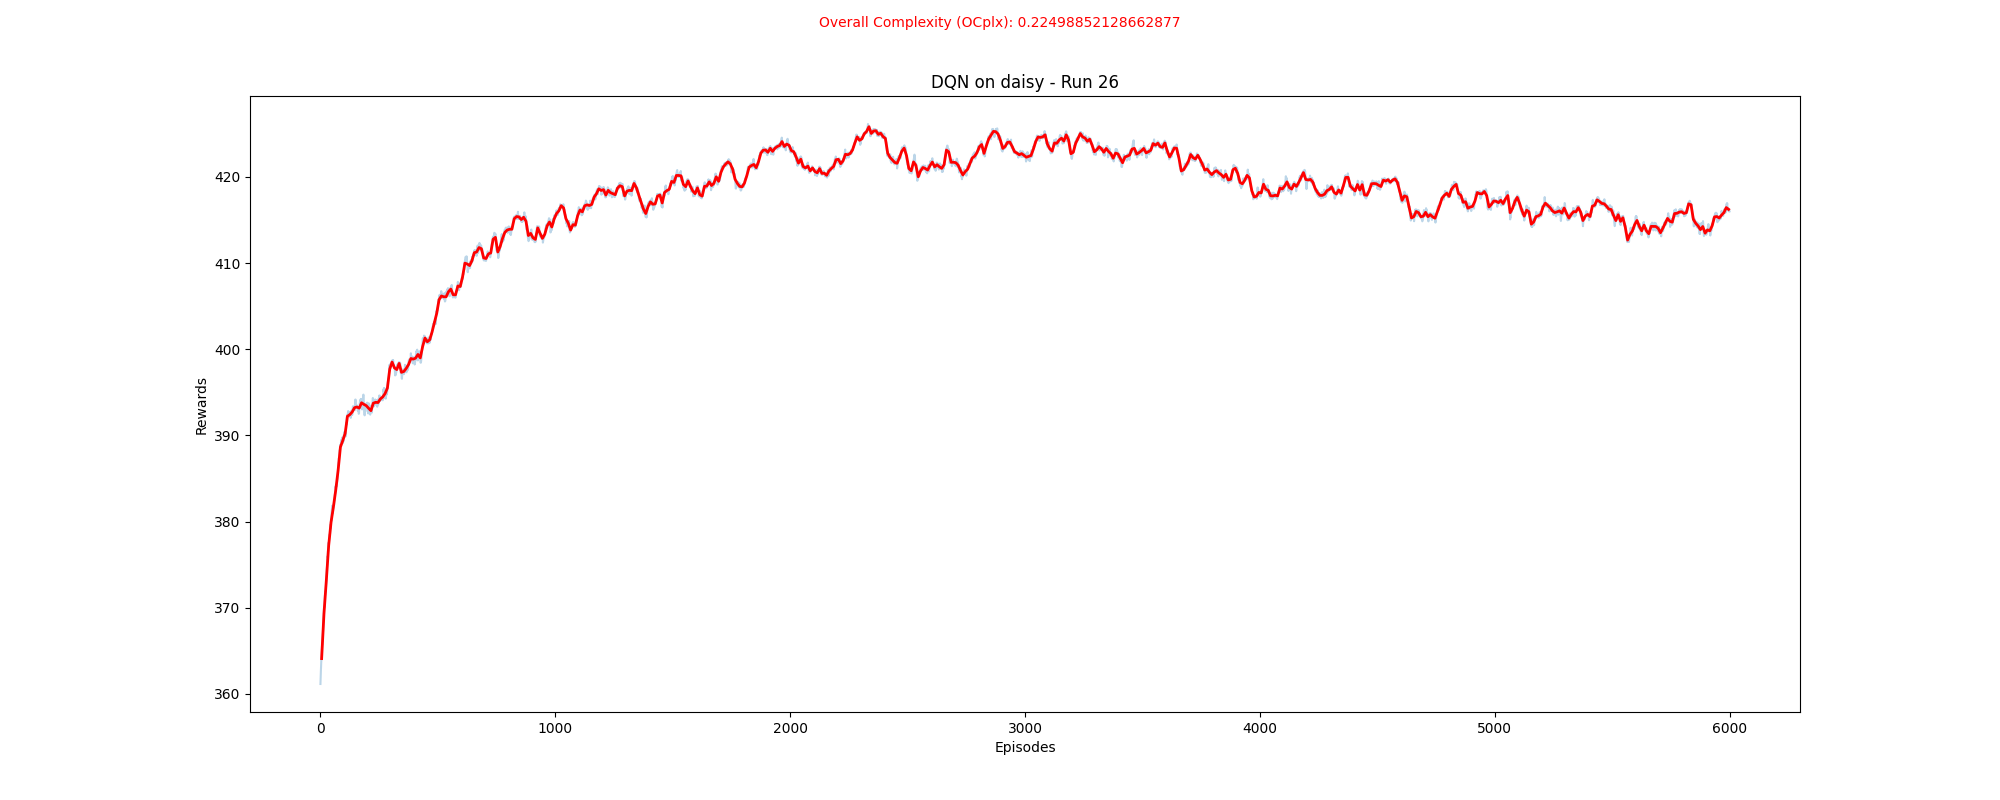 Overall Complexity (OCplx): 0.22498852128662877
DQN on daisy - Run 26
420
410
400
390
380
370
360
Rewards
0 1000 2000 3000 4000 5000 6000
Episodes